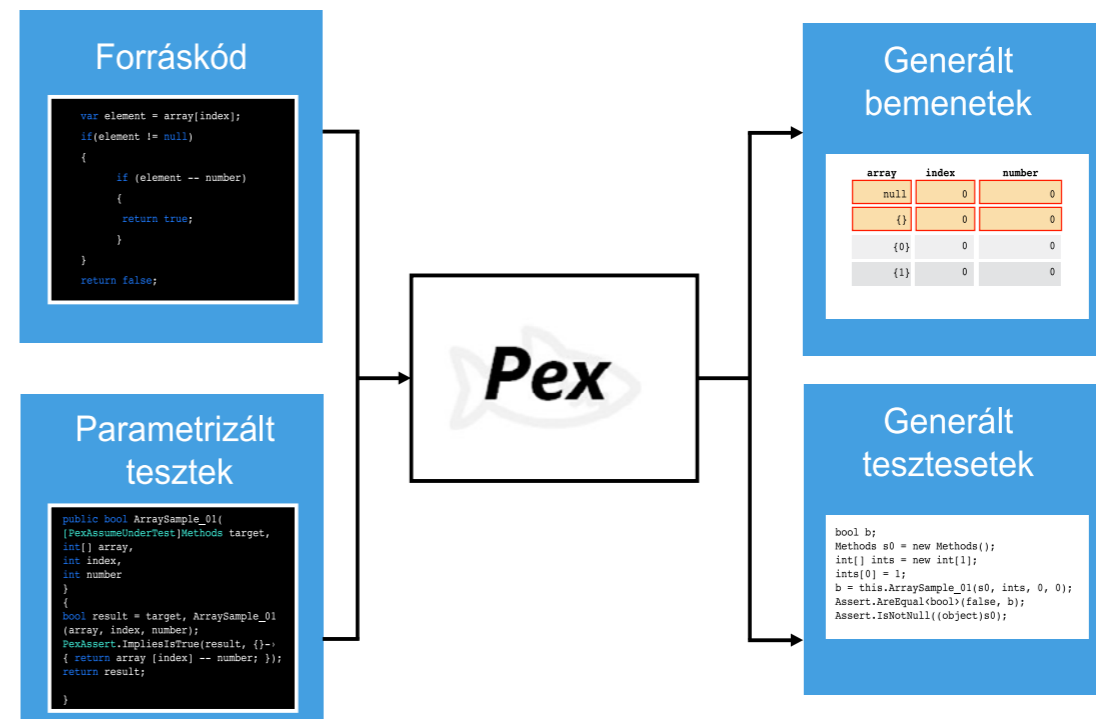 Forráskód
var element = array[index];
if(element != null)
{
if (element -- number)
{
return true;
}
}
return false;
Parametrizált
tesztek
public bool ArraySample_01(
[PexAssumeUnderTest]Methods target,
int[] array,
int index,
int number
}
{
bool result = target, ArraySample_01
(array, index, number);
PexAssert.ImpliesIsTrue(result, {}-›
{ return array [index] -- number; });
return result;
}
Pex
Generált
bemenetek
array index number
null 0 0
{} 0 0
{0} 0 0
{1} 0 0
Generált
tesztesetek
bool b;
Methods s0 = new Methods();
int[] ints = new int[1];
ints[0] = 1;
b = this.ArraySample_01(s0, ints, 0, 0);
Assert.AreEqual‹bool›(false, b);
Assert.IsNotNull((object)s0);